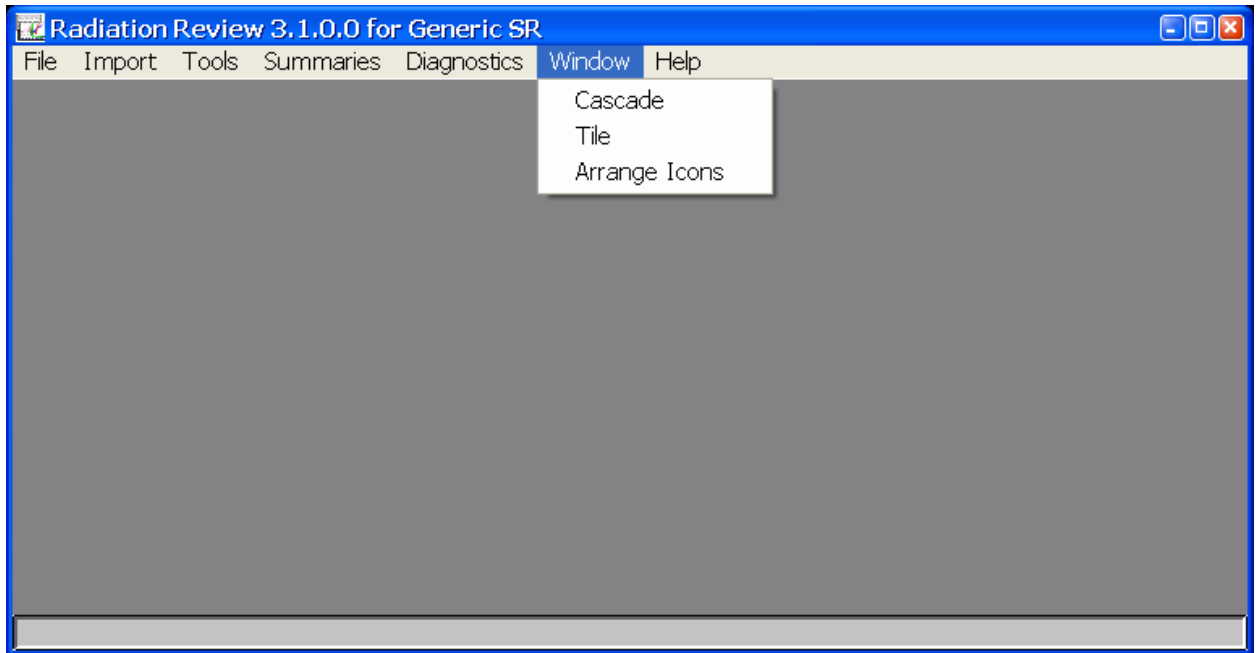 Radiation Review 3.1.0.0 for Generic SR
File Import Tools Summaries Diagnostics Window Help
Cascade
Tile
Arrange Icons